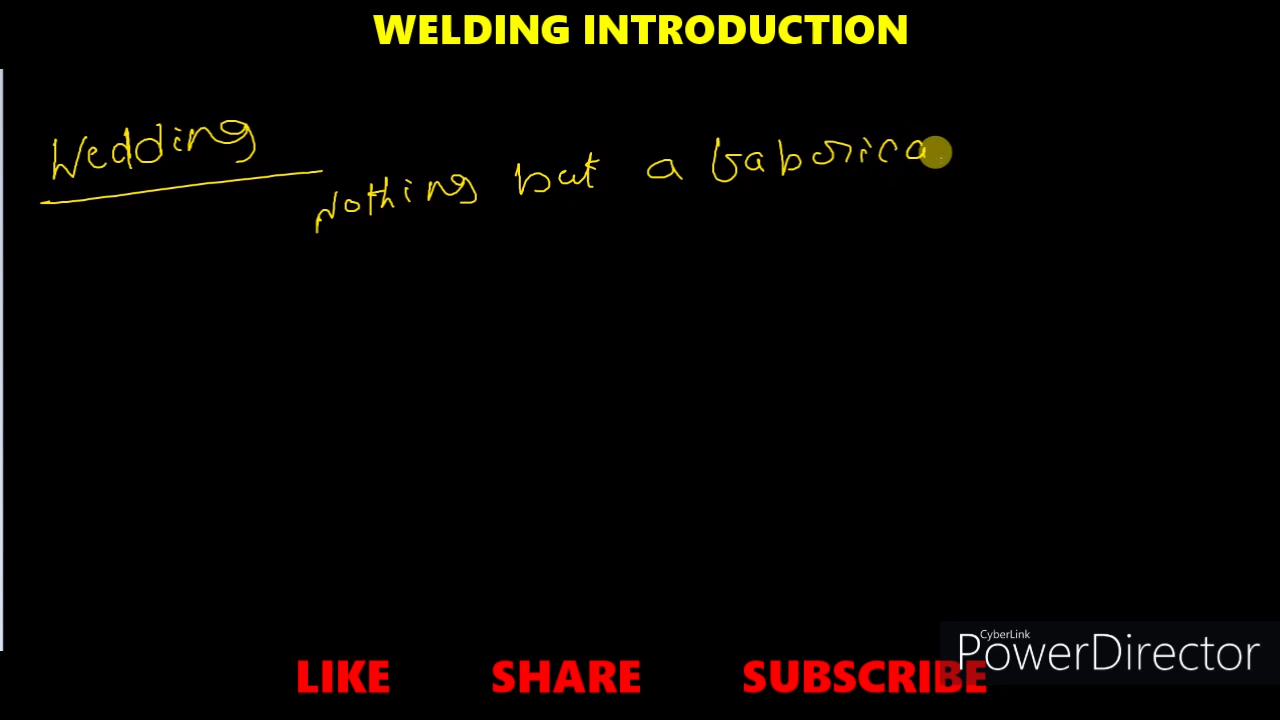 WELDING INTRODUCTION
Wedding
Nothing but a fabrica
CyberLink
PowerDirector
LIKE SHARE SUBSCRIBE